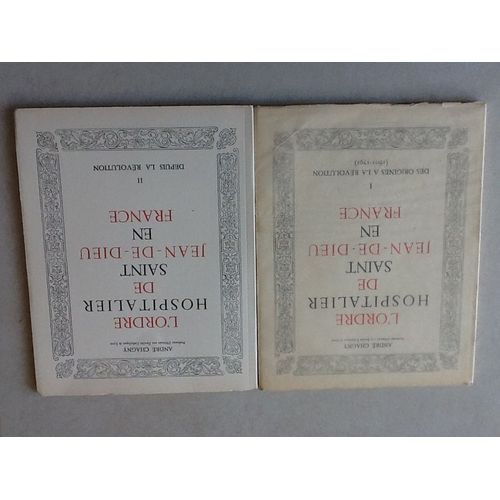 ANDRÉ CHAGNY
L'ORDRE
HOSPITALIER
DE
SAINT
JEAN-DE-DIEU
EN
FRANCE
I
DES ORIGINES A LA RÉVOLUTION
ANDRÉ CHAGNY
L'ORDRE
HOSPITALIER
DE
SAINT
JEAN-DE-DIEU
EN
FRANCE
II
DEPUIS LA RÉVOLUTION